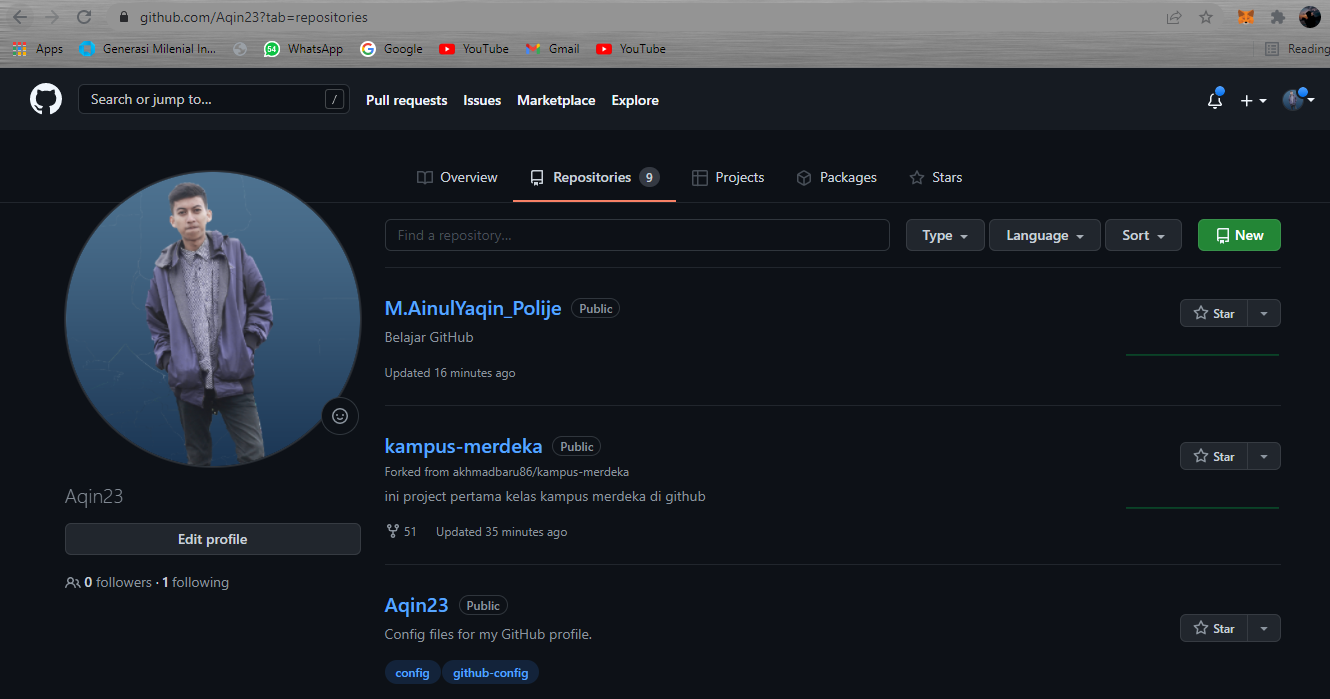 github.com/Aqin23?tab=repositories
Apps Generasi Milenial In... 54 WhatsApp Google YouTube Gmail YouTube Reading
Search or jump to... / Pull requests Issues Marketplace Explore
Overview Repositories 9 Projects Packages Stars
Find a repository... Type Language Sort New
M.AinulYaqin_Polije Public
Star
Belajar GitHub
Updated 16 minutes ago
kampus-merdeka Public
Star
Forked from akhmadbaru86/kampus-merdeka
ini project pertama kelas kampus merdeka di github
51 Updated 35 minutes ago
Aqin23
Edit profile
0 followers · 1 following
Aqin23 Public
Star
Config files for my GitHub profile.
config github-config